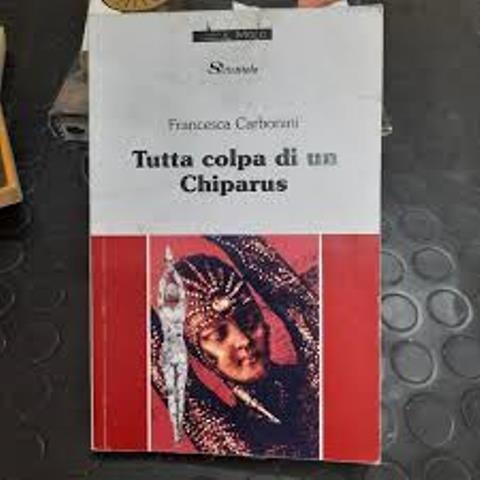 Francesca Carbonini
Tutta colpa di un
Chiparus